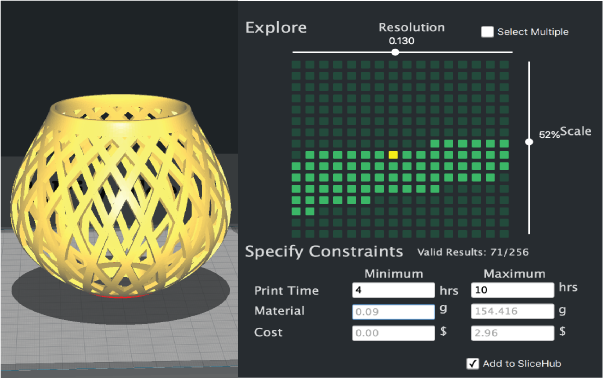 Explore
Resolution
0.130
Select Multiple
52% Scale
Specify Constraints Valid Results: 71/256
Minimum Maximum
Print Time 4 hrs 10 hrs
Material 0.09 g 154.416 g
Cost 0.00 $ 2.96 $
Add to SliceHub